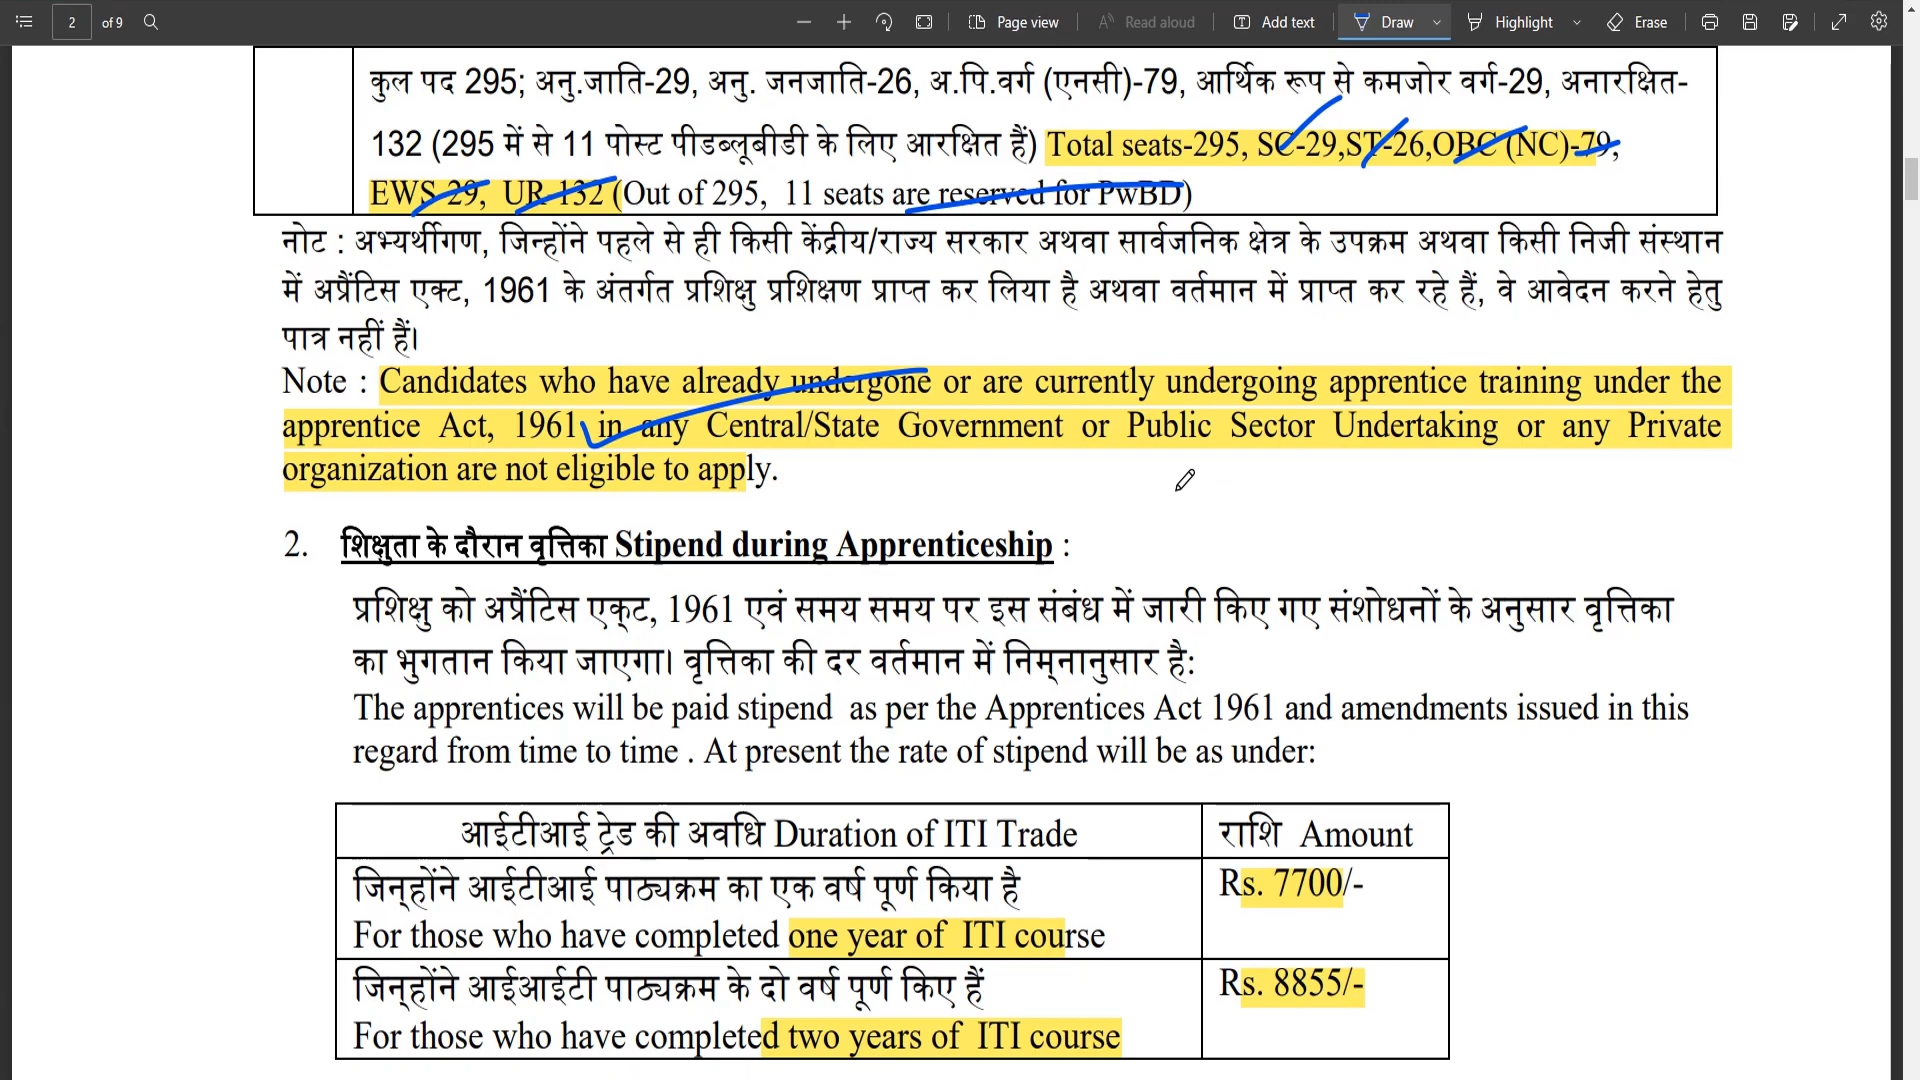 2 of 9 Page view Read aloud Add text Draw Highlight Erase
कुल पद 295; अनु.जाति-29, अनु. जनजाति-26, अ.पि.वर्ग (एनसी)-79, आर्थिक रूप से कमजोर वर्ग-29, अनारक्षित-
132 (295 में से 11 पोस्ट पीडब्लूबीडी के लिए आरक्षित हैं) Total seats-295, SC-29,ST-26,OBC (NC)-79,
EWS-29, UR-132 (Out of 295, 11 seats are reserved for PwBD)
नोट : अभ्यर्थीगण, जिन्होंने पहले से ही किसी केंद्रीय/राज्य सरकार अथवा सार्वजनिक क्षेत्र के उपक्रम अथवा किसी निजी संस्थान
में अप्रैंटिस एक्ट, 1961 के अंतर्गत प्रशिक्षु प्रशिक्षण प्राप्त कर लिया है अथवा वर्तमान में प्राप्त कर रहे हैं, वे आवेदन करने हेतु
पात्र नहीं हैं।
Note : Candidates who have already undergone or are currently undergoing apprentice training under the
apprentice Act, 1961 in any Central/State Government or Public Sector Undertaking or any Private
organization are not eligible to apply.
2. शिक्षुता के दौरान वृत्तिका Stipend during Apprenticeship :
प्रशिक्षु को अप्रैंटिस एक्ट, 1961 एवं समय समय पर इस संबंध में जारी किए गए संशोधनों के अनुसार वृत्तिका
का भुगतान किया जाएगा। वृत्तिका की दर वर्तमान में निम्नानुसार है:
The apprentices will be paid stipend as per the Apprentices Act 1961 and amendments issued in this
regard from time to time . At present the rate of stipend will be as under:
आईटीआई ट्रेड की अवधि Duration of ITI Trade राशि Amount
जिन्होंने आईटीआई पाठ्यक्रम का एक वर्ष पूर्ण किया है Rs. 7700/-
For those who have completed one year of ITI course
जिन्होंने आईआईटी पाठ्यक्रम के दो वर्ष पूर्ण किए हैं Rs. 8855/-
For those who have completed two years of ITI course